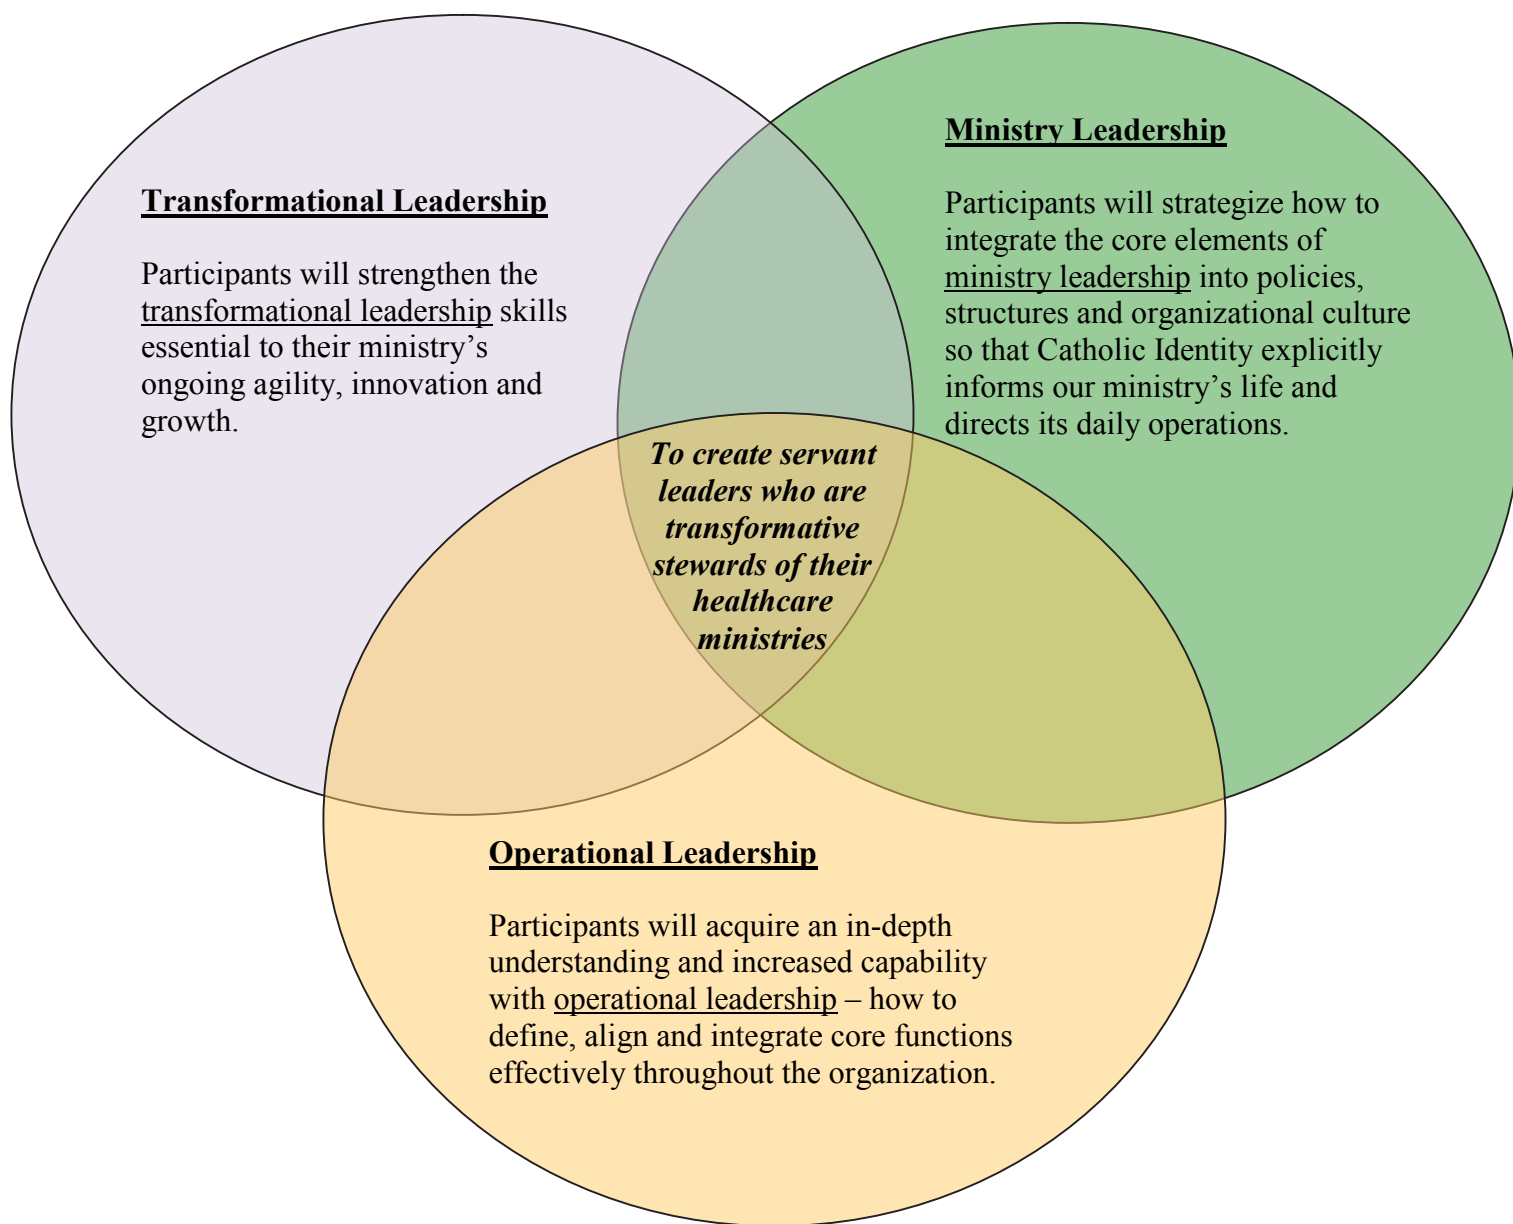 Transformational Leadership
Participants will strengthen the
transformational leadership skills
essential to their ministry’s
ongoing agility, innovation and
growth.
Ministry Leadership
Participants will strategize how to
integrate the core elements of
ministry leadership into policies,
structures and organizational culture
so that Catholic Identity explicitly
informs our ministry’s life and
directs its daily operations.
To create servant
leaders who are
transformative
stewards of their
healthcare
ministries
Operational Leadership
Participants will acquire an in-depth
understanding and increased capability
with operational leadership – how to
define, align and integrate core functions
effectively throughout the organization.